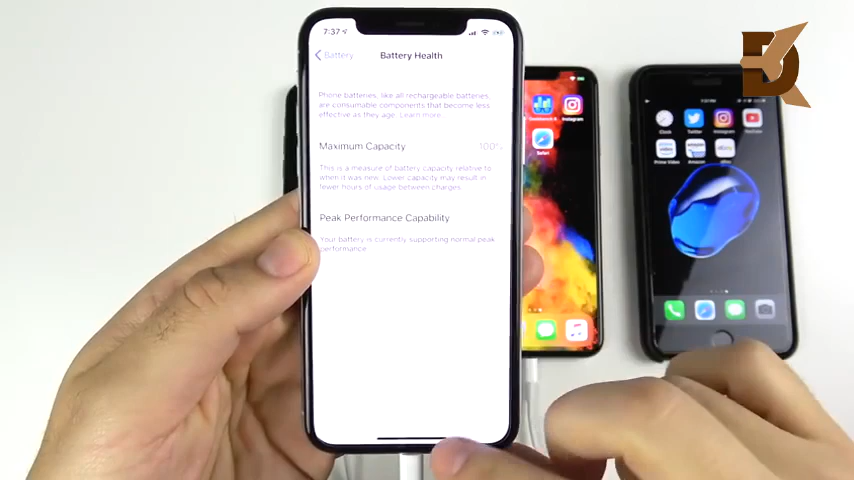 7:37
Battery
Battery Health
Phone batteries, like all rechargeable batteries,
are consumable components that become less
effective as they age. Learn more...
Maximum Capacity 100%
This is a measure of battery capacity relative to
when it was new. Lower capacity may result in
fewer hours of usage between charges.
Peak Performance Capability
Your battery is currently supporting normal peak
performance.
Instagram
Safari
Clock
Twitter
Instagram
YouTube
Prime Video
Amazon
eBay
D